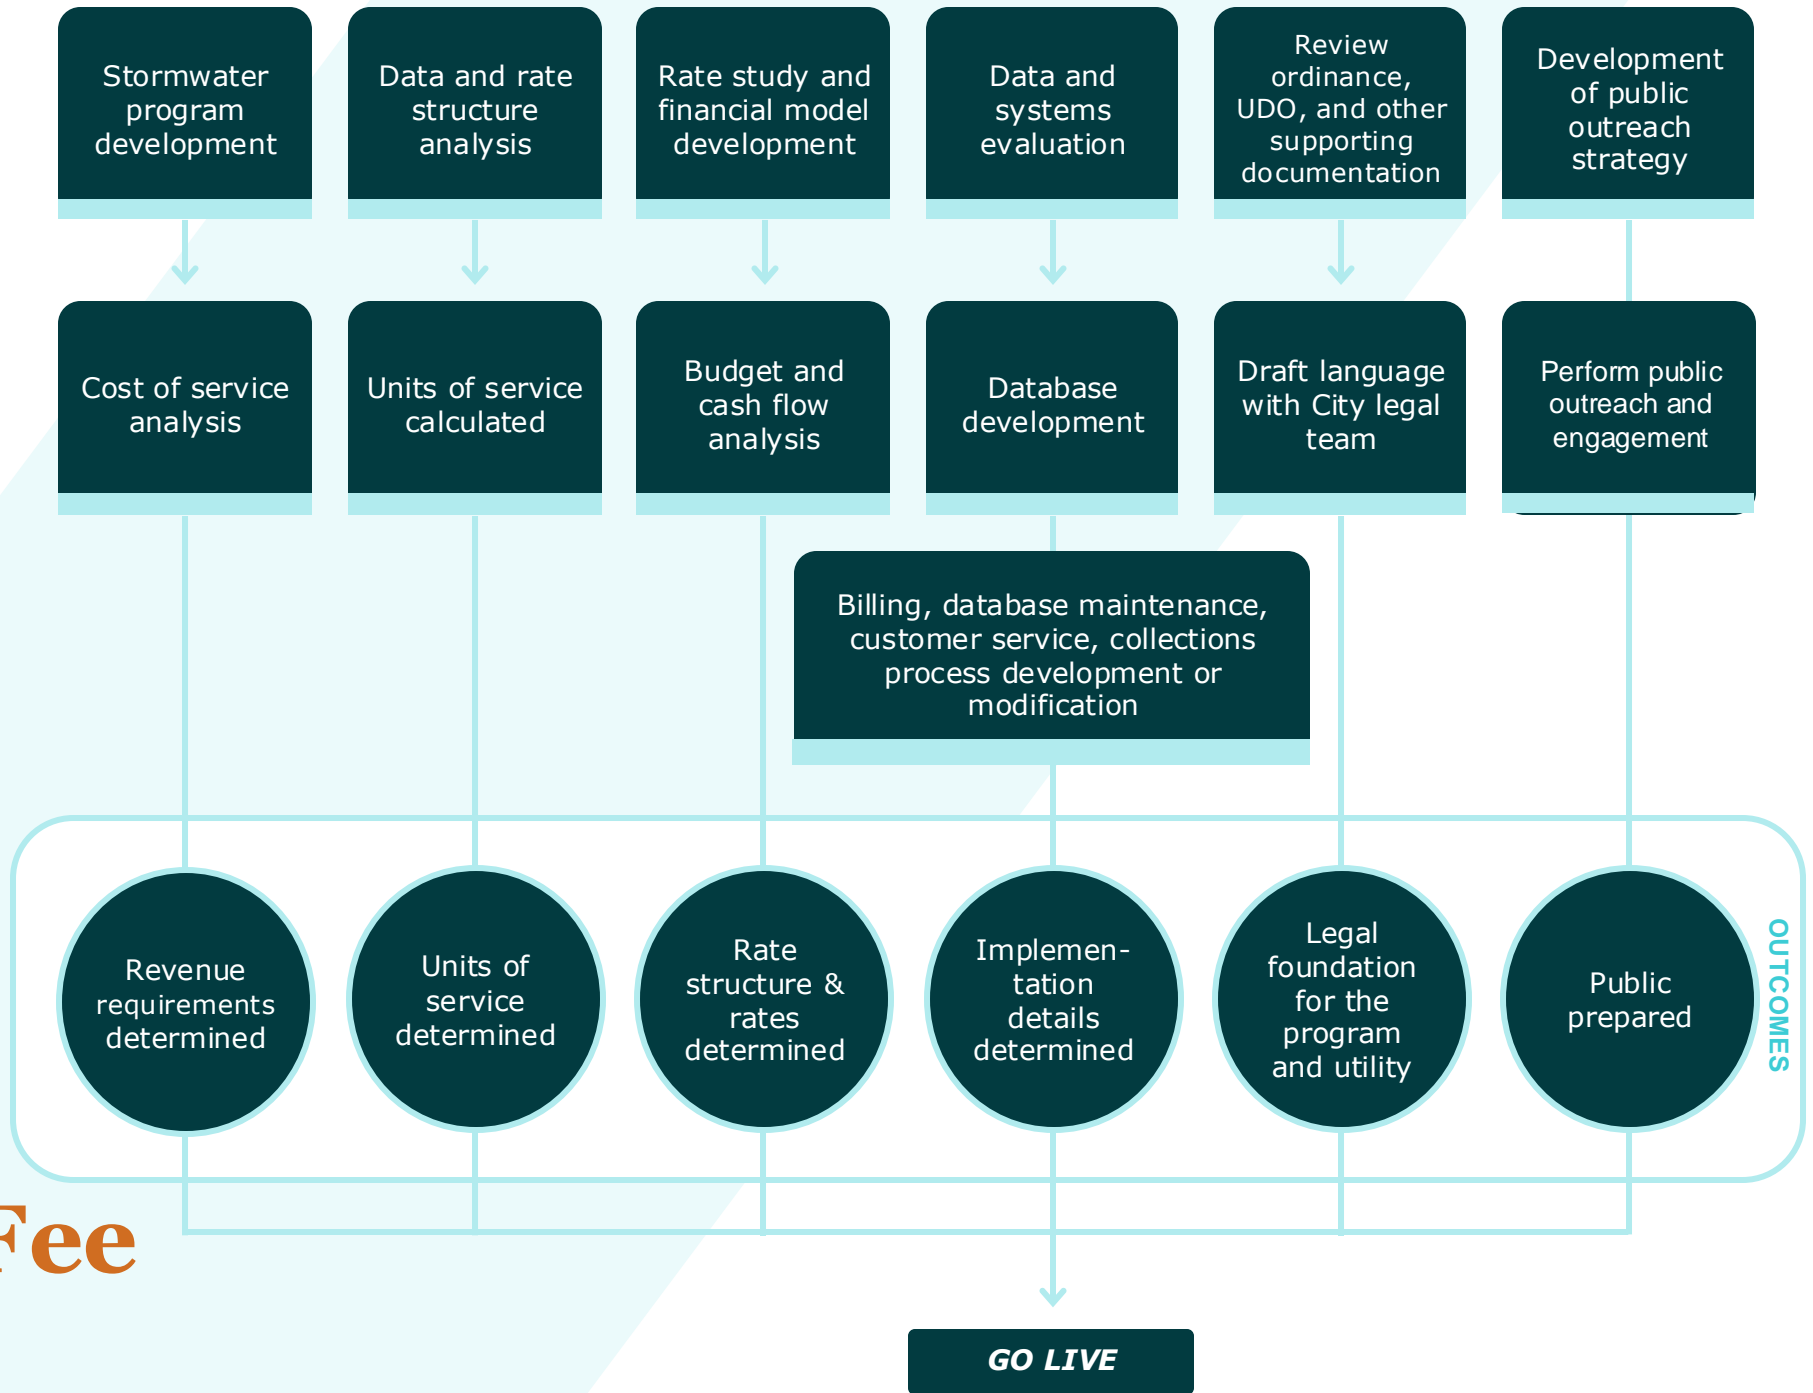 Stormwater
program
development
Data and rate
structure
analysis
Rate study and
financial model
development
Data and
systems
evaluation
Review
ordinance,
UDO, and other
supporting
documentation
Development
of public
outreach
strategy
Cost of service
analysis
Units of service
calculated
Budget and
cash flow
analysis
Database
development
Draft language
with City legal
team
Perform public
outreach and
engagement
Billing, database maintenance,
customer service, collections
process development or
modification
Revenue
requirements
determined
Units of
service
determined
Rate
structure &
rates
determined
Implemen-
tation
details
determined
Legal
foundation
for the
program
and utility
Public
prepared
OUTCOMES
Fee
GO LIVE